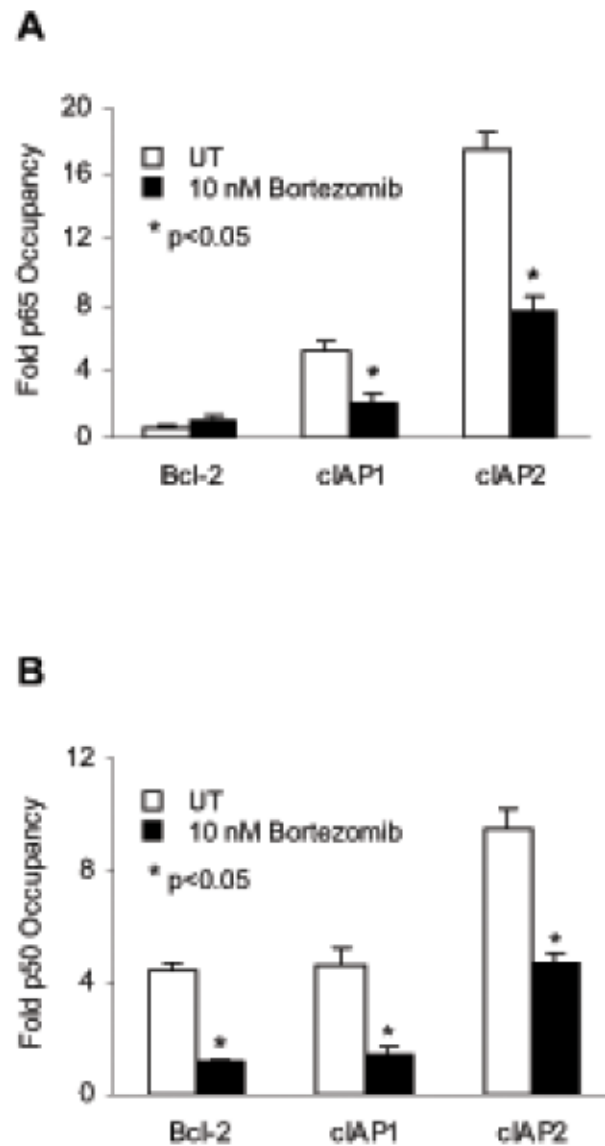 A
Fold p65 Occupancy
20
16
12
8
4
0
UT
10 nM Bortezomib
* p<0.05
*
*
Bcl-2 cIAP1 cIAP2
B
Fold p50 Occupancy
12
8
4
0
UT
10 nM Bortezomib
* p<0.05
*
*
*
Bcl-2 cIAP1 cIAP2